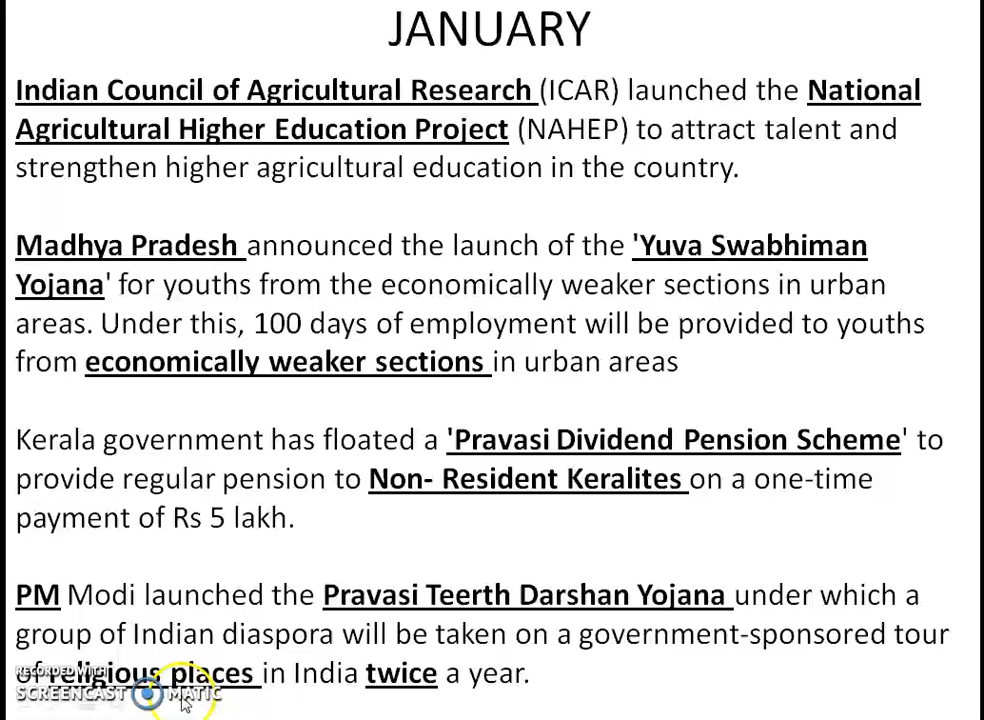 JANUARY
Indian Council of Agricultural Research (ICAR) launched the National
Agricultural Higher Education Project (NAHEP) to attract talent and
strengthen higher agricultural education in the country.
Madhya Pradesh announced the launch of the 'Yuva Swabhiman
Yojana' for youths from the economically weaker sections in urban
areas. Under this, 100 days of employment will be provided to youths
from economically weaker sections in urban areas
Kerala government has floated a 'Pravasi Dividend Pension Scheme' to
provide regular pension to Non- Resident Keralites on a one-time
payment of Rs 5 lakh.
PM Modi launched the Pravasi Teerth Darshan Yojana under which a
group of Indian diaspora will be taken on a government-sponsored tour
of religious places in India twice a year.
RECORDED WITH
SCREENCAST MATIC